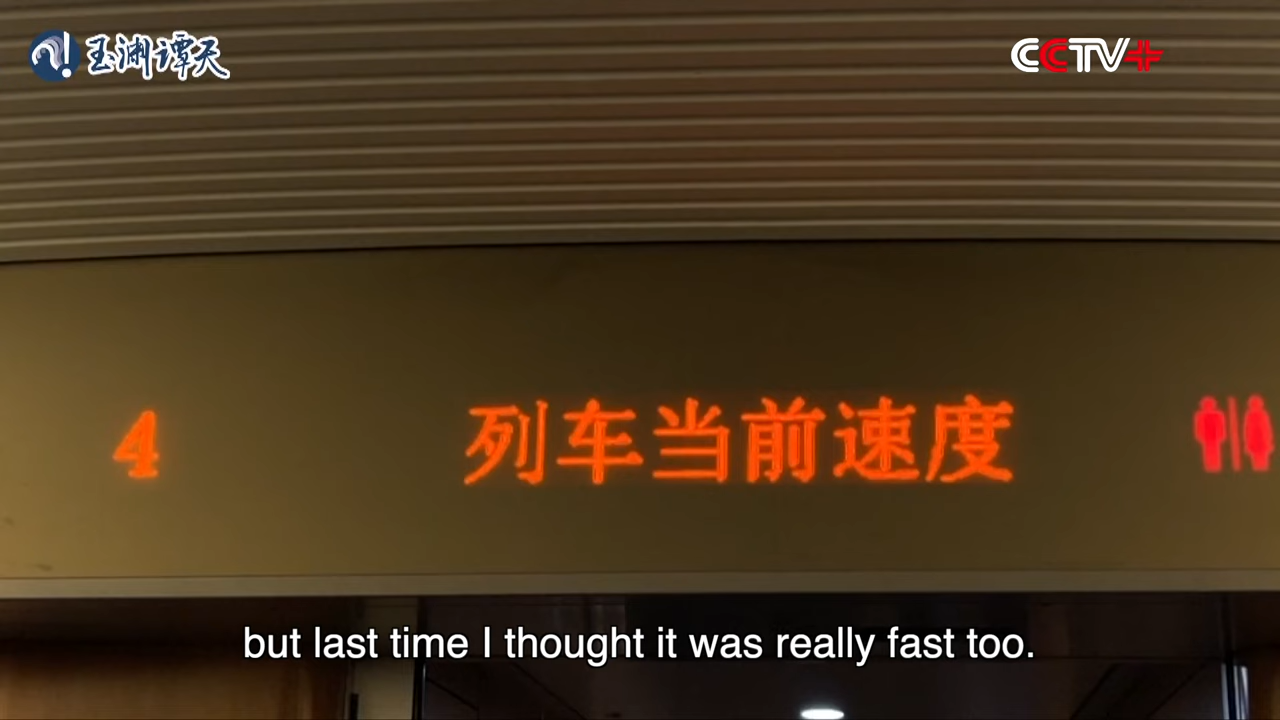 玉渊谭天
CCTV+
4
列车当前速度
but last time I thought it was really fast too.